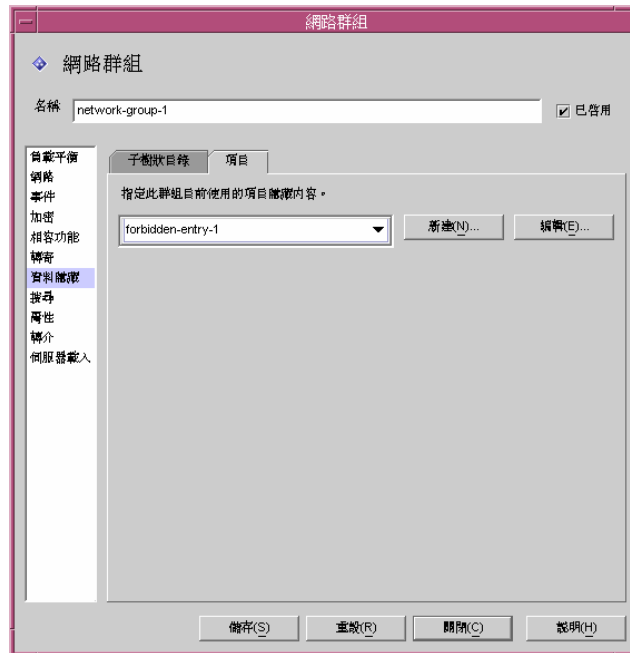 網路群組
網路群組
名稱 network-group-1 已啓用
負載平衡
網路
事件
加密
相容功能
轉寄
資料隱藏
搜尋
屬性
轉介
伺服器載入
子樹狀目錄 項目
指定此群組目前使用的項目隱藏內容。
forbidden-entry-1 新建(N)... 編輯(E)...
儲存(S) 重設(R) 關閉(C) 說明(H)